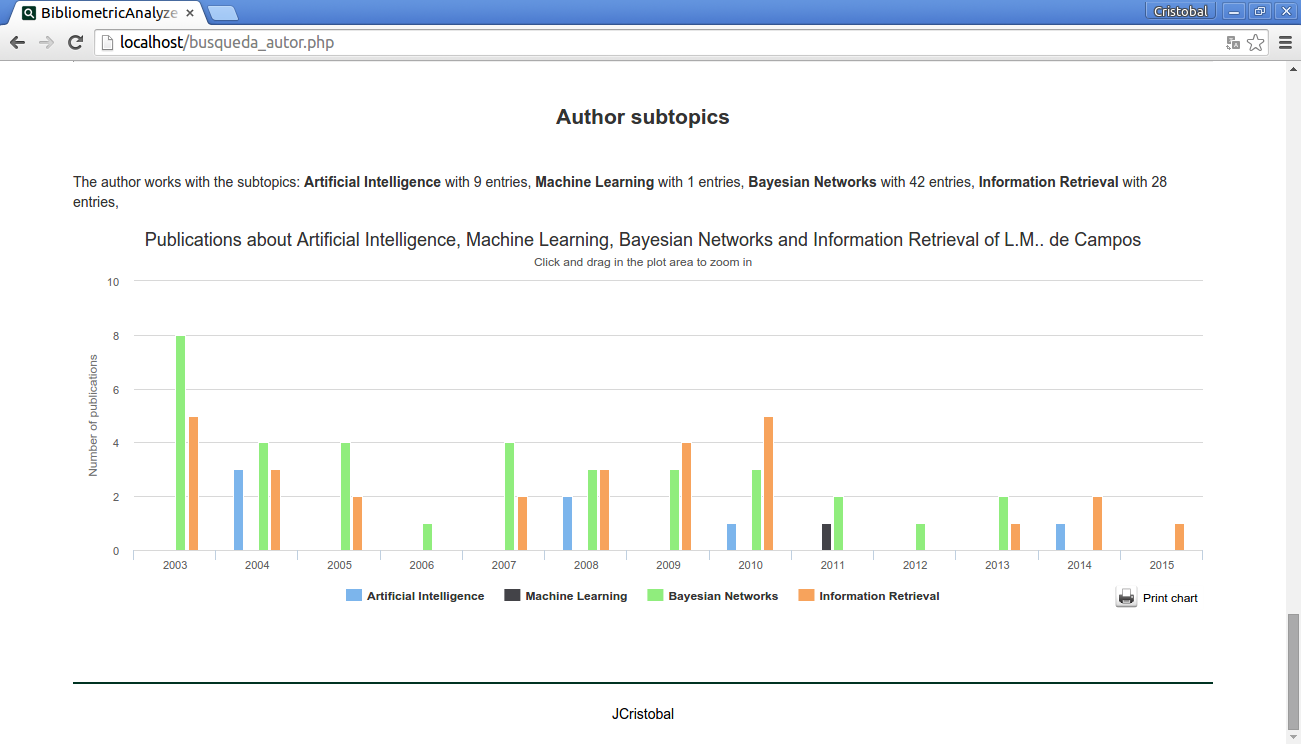 BibliometricAnalyze
Cristobal
localhost/busqueda_autor.php
Author subtopics
The author works with the subtopics: Artificial Intelligence with 9 entries, Machine Learning with 1 entries, Bayesian Networks with 42 entries, Information Retrieval with 28
entries,
Publications about Artificial Intelligence, Machine Learning, Bayesian Networks and Information Retrieval of L.M.. de Campos
Click and drag in the plot area to zoom in
Number of publications
10
8
6
4
2
0
2003 2004 2005 2006 2007 2008 2009 2010 2011 2012 2013 2014 2015
Artificial Intelligence Machine Learning Bayesian Networks Information Retrieval
Print chart
JCristobal